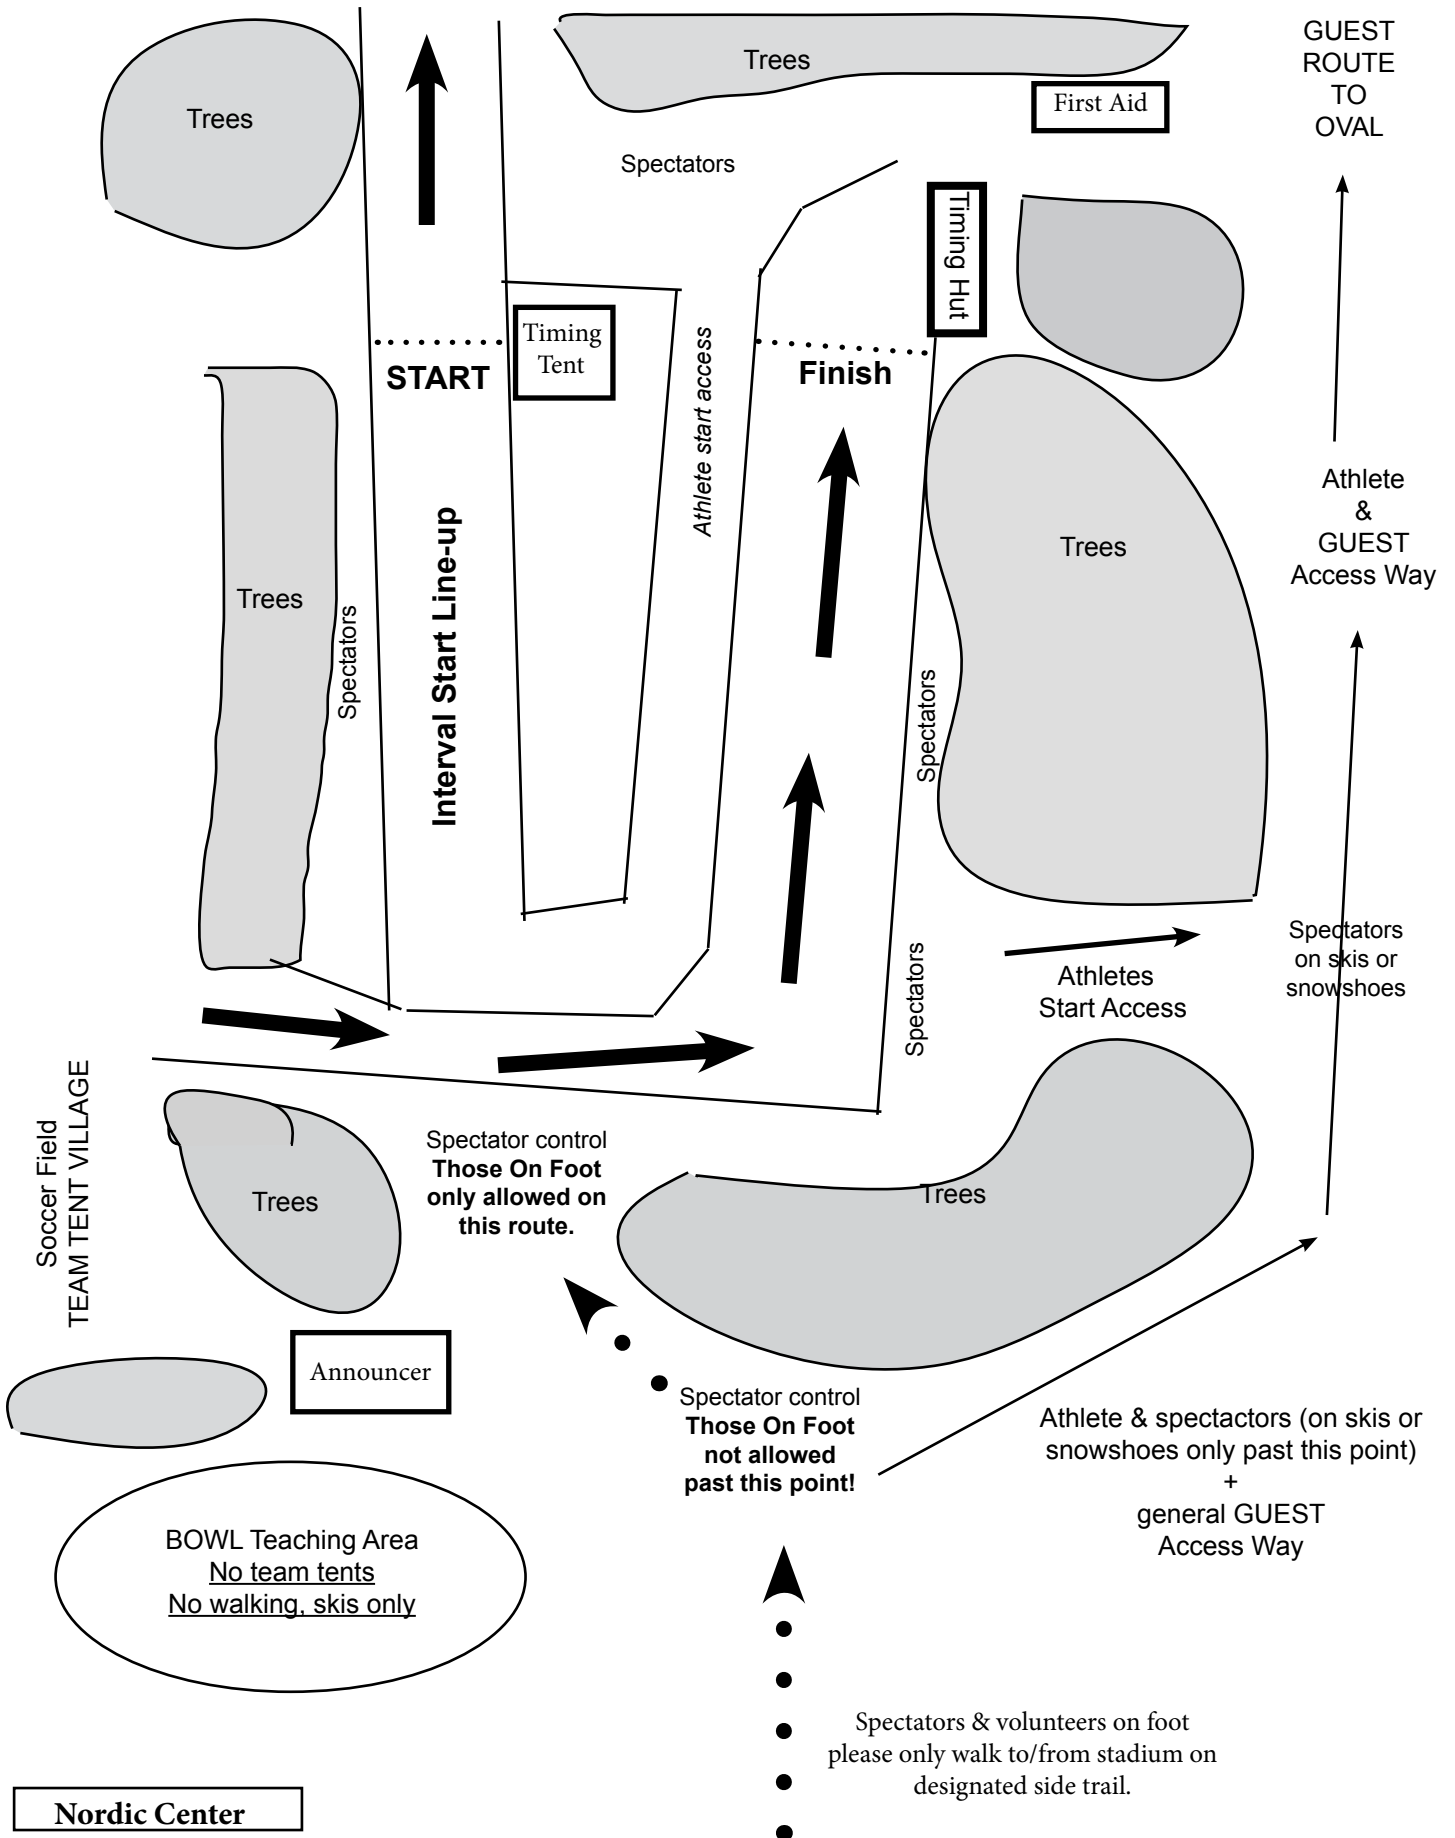 GUEST
ROUTE
TO
OVAL
Trees
First Aid
Trees
Spectators
Timing Hut
Timing
Tent
START
Finish
Athlete start access
Athlete
&
GUEST
Access Way
Trees
Trees
Interval Start Line-up
Spectators
Spectators
Spectators
on skis or
snowshoes
Athletes
Start Access
Spectators
Soccer Field
TEAM TENT VILLAGE
Spectator control
Those On Foot
only allowed on
this route.
Trees
Trees
Announcer
Spectator control
Those On Foot
not allowed
past this point!
Athlete & spectactors (on skis or
snowshoes only past this point)
+
general GUEST
Access Way
BOWL Teaching Area
No team tents
No walking, skis only
Spectators & volunteers on foot
please only walk to/from stadium on
designated side trail.
Nordic Center